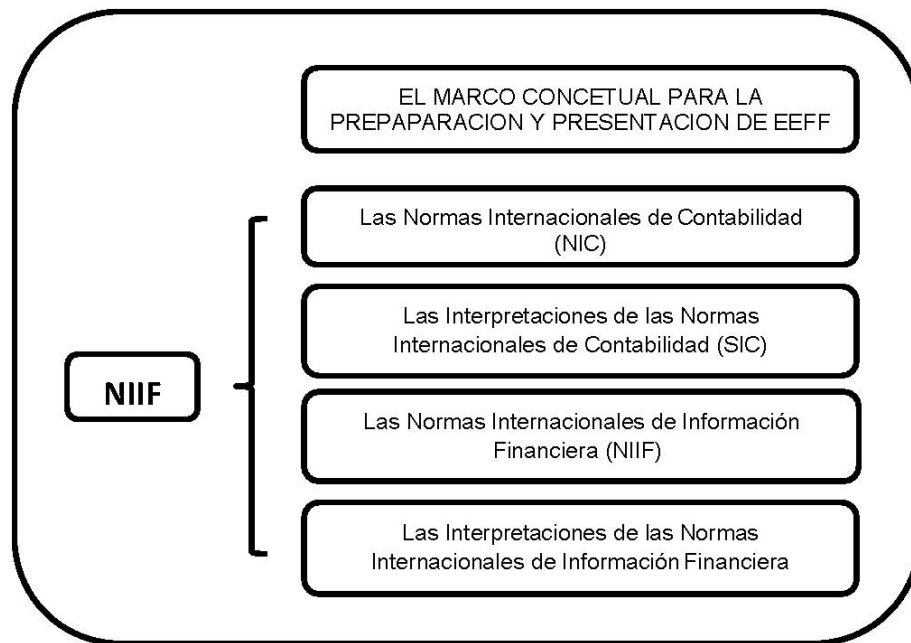 EL MARCO CONCETUAL PARA LA
PREPAPARACION Y PRESENTACION DE EEFF
Las Normas Internacionales de Contabilidad
(NIC)
Las Interpretaciones de las Normas
Internacionales de Contabilidad (SIC)
NIIF
Las Normas Internacionales de Información
Financiera (NIIF)
Las Interpretaciones de las Normas
Internacionales de Información Financiera